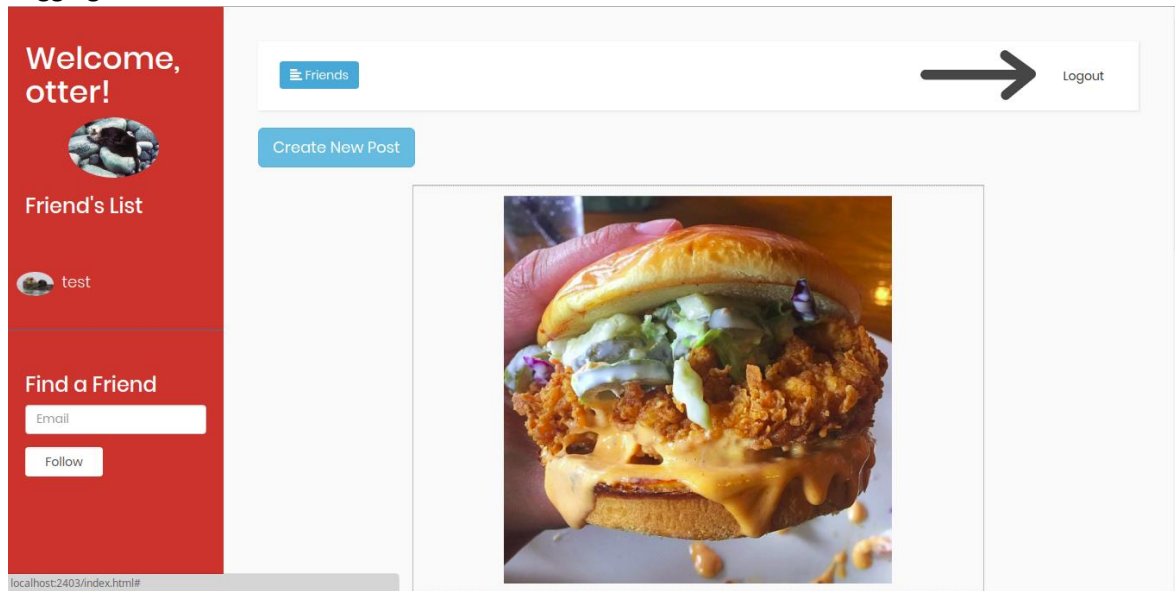 Welcome,
otter!
Friend's List
test
Find a Friend
Email
Follow
localhost:2403/index.html#
Friends
Logout
Create New Post